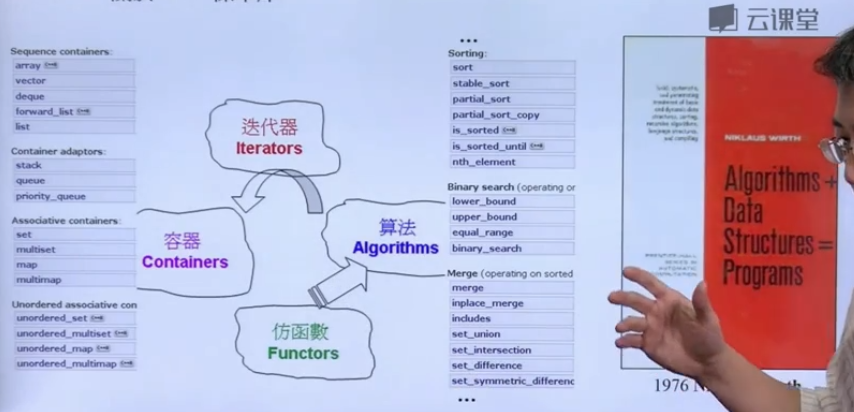 云课堂
Sequence containers:
array
vector
deque
forward_list
list
Container adaptors:
stack
queue
priority_queue
Associative containers:
set
multiset
map
multimap
Unordered associative con
unordered_set
unordered_multiset
unordered_map
unordered_multimap
迭代器
Iterators
容器
Containers
算法
Algorithms
仿函數
Functors
...
Sorting:
sort
stable_sort
partial_sort
partial_sort_copy
is_sorted
is_sorted_until
nth_element
Binary search (operating or
lower_bound
upper_bound
equal_range
binary_search
Merge (operating on sorted
merge
inplace_merge
includes
set_union
set_intersection
set_difference
set_symmetric_differenc
...
NIKLAUS WIRTH
Algorithms +
Data
Structures =
Programs
1976 N